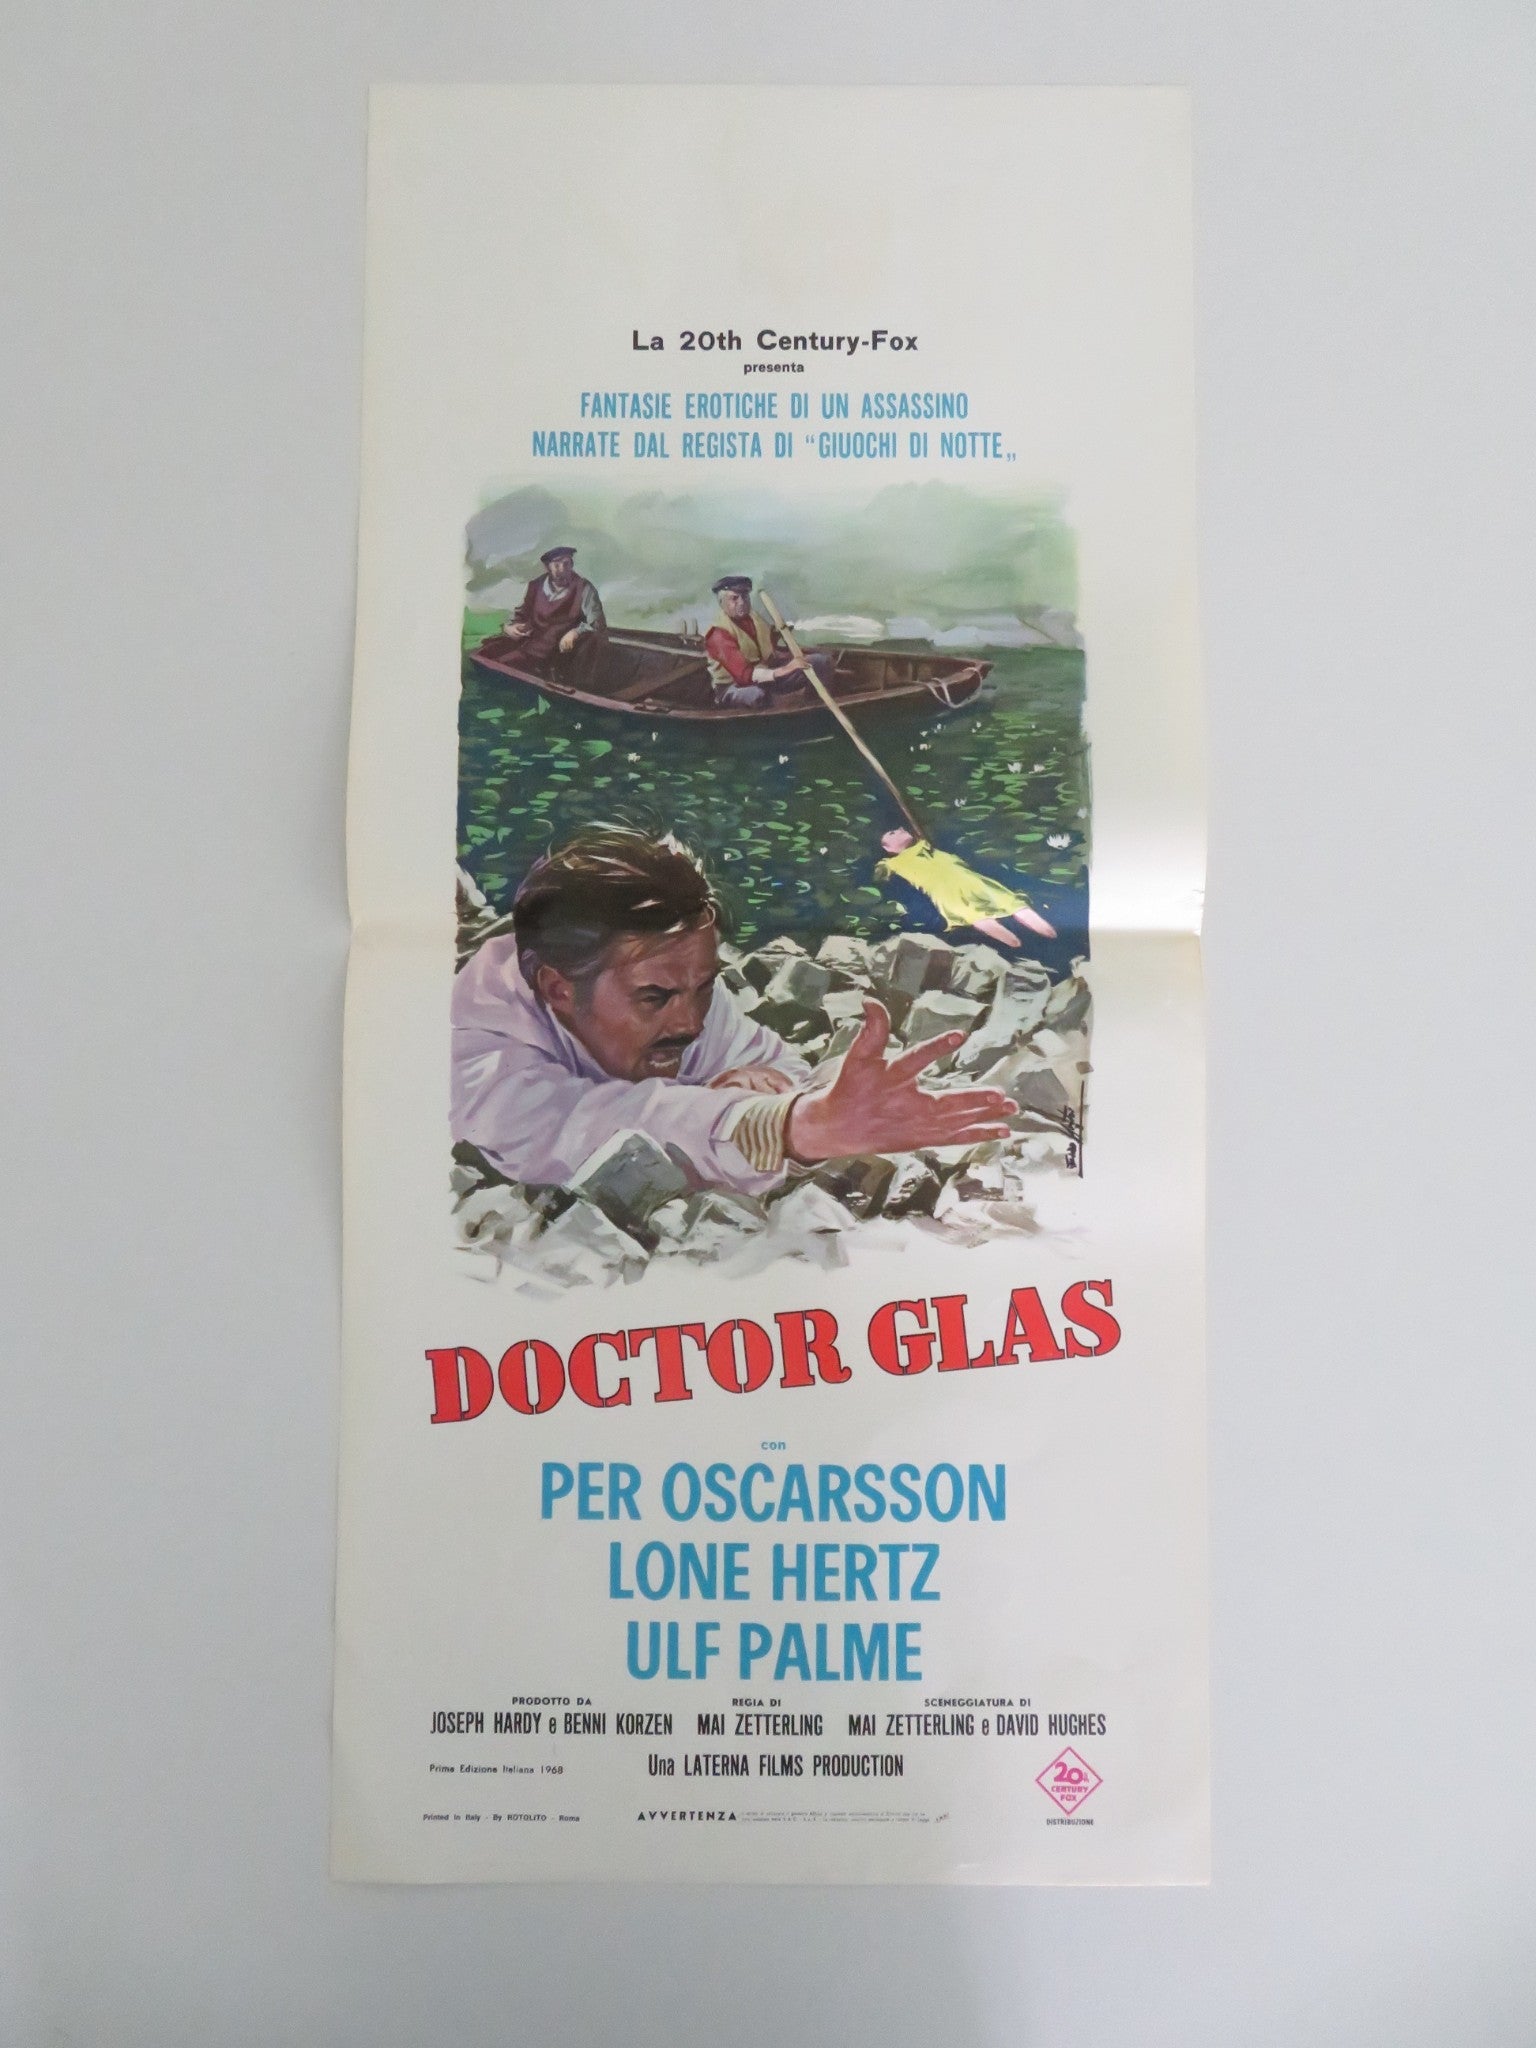 La 20th Century-Fox
presenta
FANTASIE EROTICHE DI UN ASSASSINO
NARRATE DAL REGISTA DI “GIUOCHI DI NOTTE„
DOCTOR GLAS
con
PER OSCARSSON
LONE HERTZ
ULF PALME
PRODOTTO DA
JOSEPH HARDY e BENNI KORZEN
REGIA DI
MAI ZETTERLING
SCENEGGIATURA DI
MAI ZETTERLING e DAVID HUGHES
Una LATERNA FILMS PRODUCTION
Prima Edizione Italiana 1968
20th
CENTURY
FOX
DISTRIBUZIONE
Printed in Italy - By ROTOLITO - Roma
AVVERTENZA